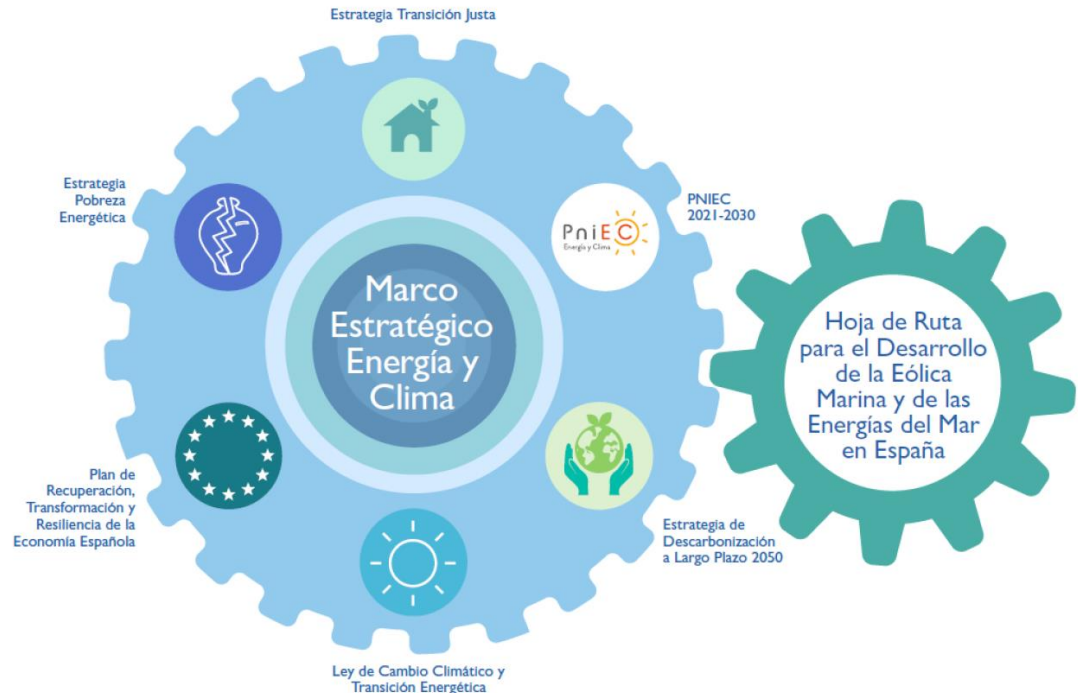 Estrategia Transición Justa
Estrategia
Pobreza
Energética
PNIEC
2021-2030
PniEC
Energía y Clima
Marco
Estratégico
Energía y
Clima
Hoja de Ruta
para el Desarrollo
de la Eólica
Marina y de las
Energías del Mar
en España
Plan de
Recuperación,
Transformación y
Resiliencia de la
Economía Española
Estrategia de
Descarbonización
a Largo Plazo 2050
Ley de Cambio Climático y
Transición Energética